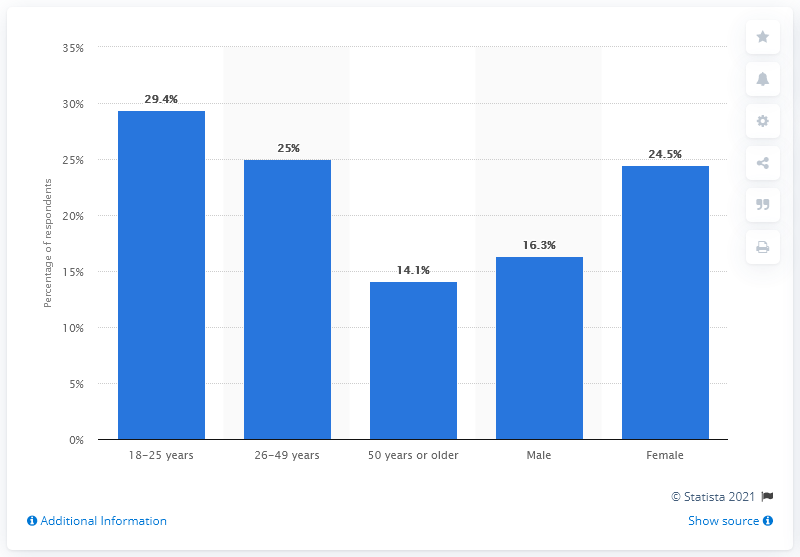 35%
30%
25%
20%
15%
10%
5%
0%
Percentage of respondents
29.4%
25%
14.1%
16.3%
24.5%
18-25 years
26-49 years
50 years or older
Male
Female
© Statista 2021
Additional Information
Show source